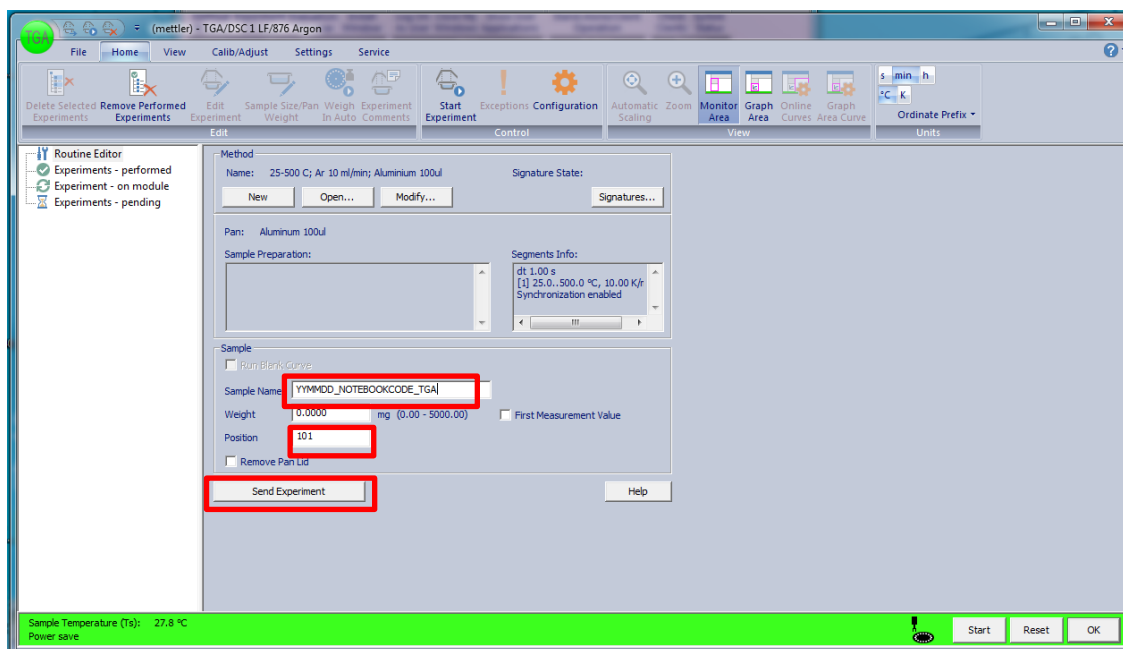 TGA (mettler) - TGA/DSC 1 LF/876 Argon
File Home View Calib/Adjust Settings Service
Delete Selected Experiments
Remove Performed Experiments
Edit Experiment
Sample Size/Pan Weight
Weigh In Auto
Experiment Comments
Start Experiment
Exceptions
Configuration
Automatic Scaling
Zoom
Monitor Area
Graph Area
Online Curves
Graph Area Curve
s min h
°C K
Ordinate Prefix
Edit Control View Units
Routine Editor
Experiments - performed
Experiment - on module
Experiments - pending
Method
Name: 25-500 C; Ar 10 ml/min; Aluminium 100ul Signature State:
New Open... Modify... Signatures...
Pan: Aluminum 100ul
Sample Preparation: Segments Info:
dt 1.00 s
[1] 25.0..500.0 °C, 10.00 K/r
Synchronization enabled
Sample
Run Blank Curve
Sample Name YYMMDD_NOTEBOOKCODE_TGA
Weight 0.0000 mg (0.00 - 5000.00) First Measurement Value
Position 101
Remove Pan Lid
Send Experiment Help
Sample Temperature (Ts): 27.8 °C
Power save
Start Reset OK